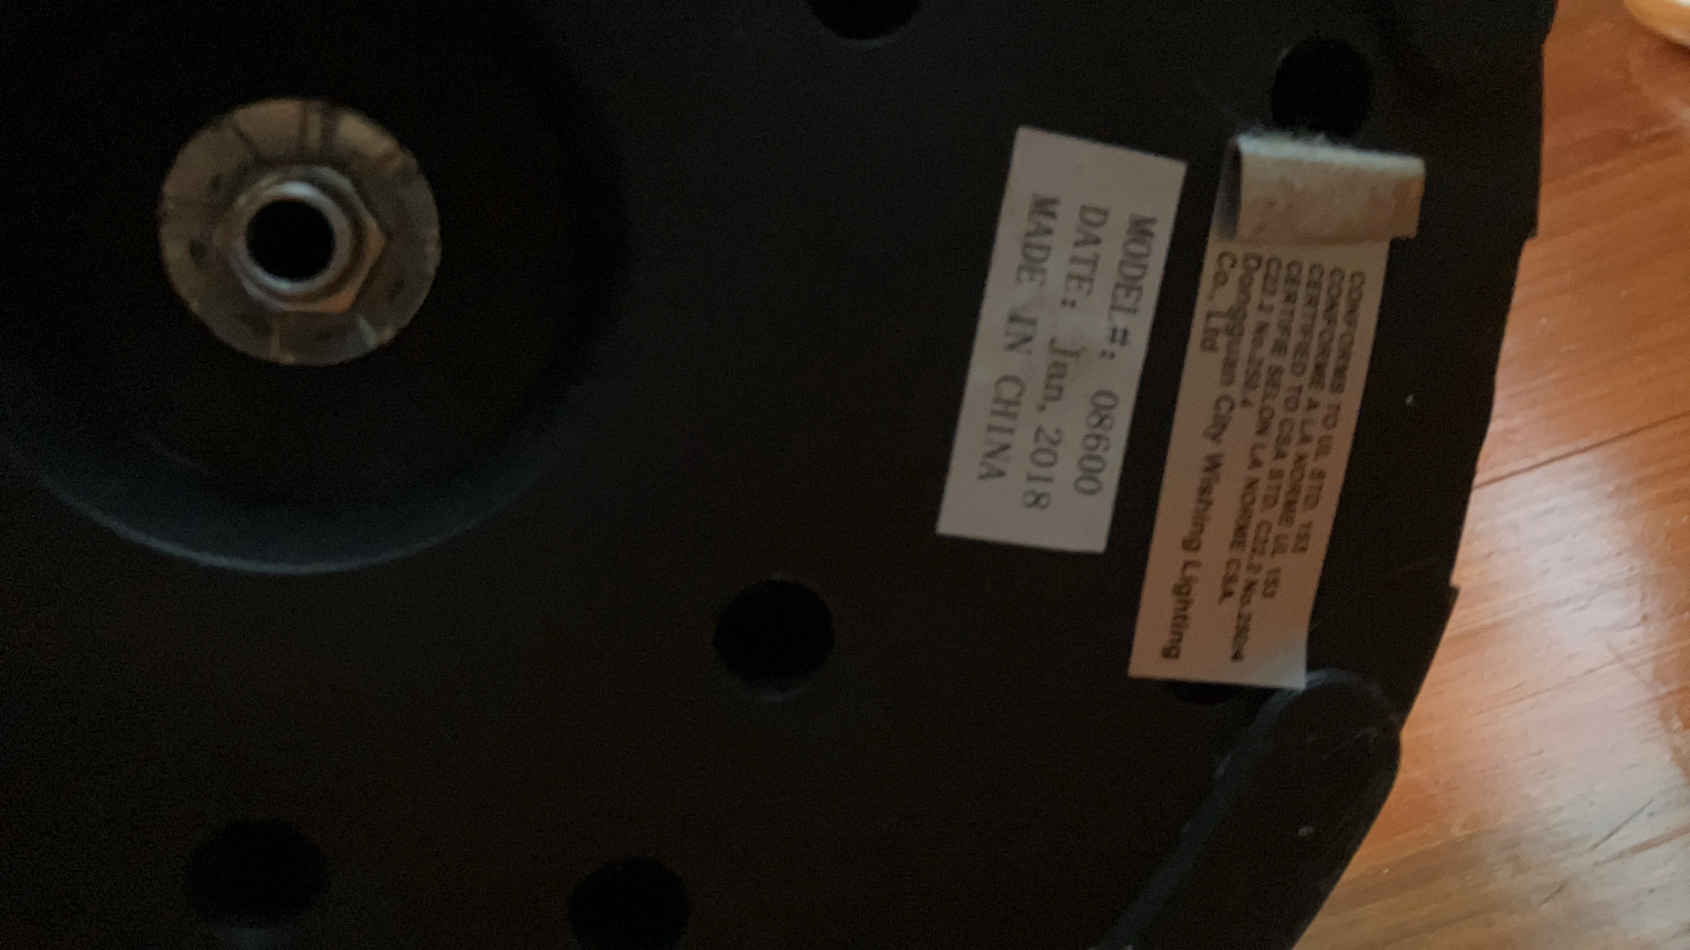 MODEL#: 08600
DATE: Jan, 2018
MADE IN CHINA
CONFORMS TO UL STD. 153
CONFORME A LA NORME UL 153
CERTIFIED TO CSA STD. C22.2 No.250.4
CERTIFIE SELON LA NORME CSA.
C22.2 No.250.4
Dongguan City Wishing Lighting
Co., Ltd